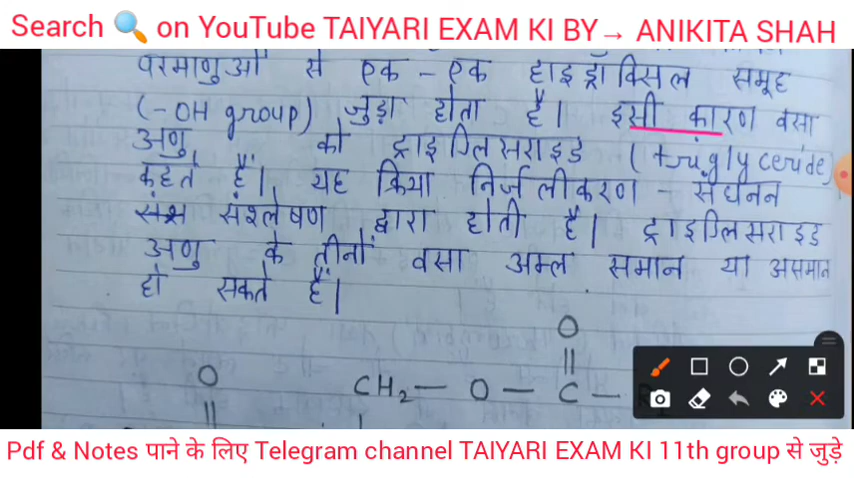 Search 🔍 on YouTube TAIYARI EXAM KI BY→ ANIKITA SHAH
परमाणुओं से एक - एक हाइड्रॉक्सिल समूह
(-OH group) जुड़ा होता है। इसी कारण वसा
अणु को ट्राइग्लिसराइड (triglyceride)
कहते हैं। यह क्रिया निर्जलीकरण - संघनन
संश्लेषण द्वारा होती है। ट्राइग्लिसराइड
अणु के तीनों वसा अम्ल समान या असमान
हो सकते हैं।
O
||
O CH₂ — O — C —
||
Pdf & Notes पाने के लिए Telegram channel TAIYARI EXAM KI 11th group से जुड़े